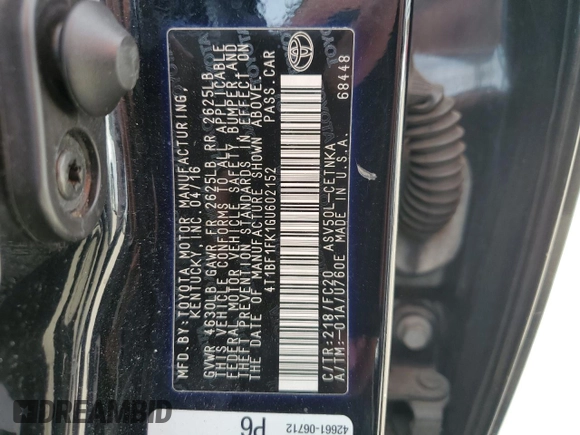 MFD.BY:TOYOTA MOTOR MANUFACTURING,
KENTUCKY, INC. 04/16
GVWR 4630LB GAWR FR 2625LB RR 2625LB
THIS VEHICLE CONFORMS TO ALL APPLICABLE
FEDERAL MOTOR VEHICLE SAFETY, BUMPER, AND
THEFT PREVENTION STANDARDS IN EFFECT ON
THE DATE OF MANUFACTURE SHOWN ABOVE.
4T1BF1FK1GU602152 PASS.CAR
C/TR:218/FC20 ASV50L-CETNKA
A/TM:-01A/U760E MADE IN U.S.A.
68448
TOYOTA
42661-06712
P6
DREAMBID